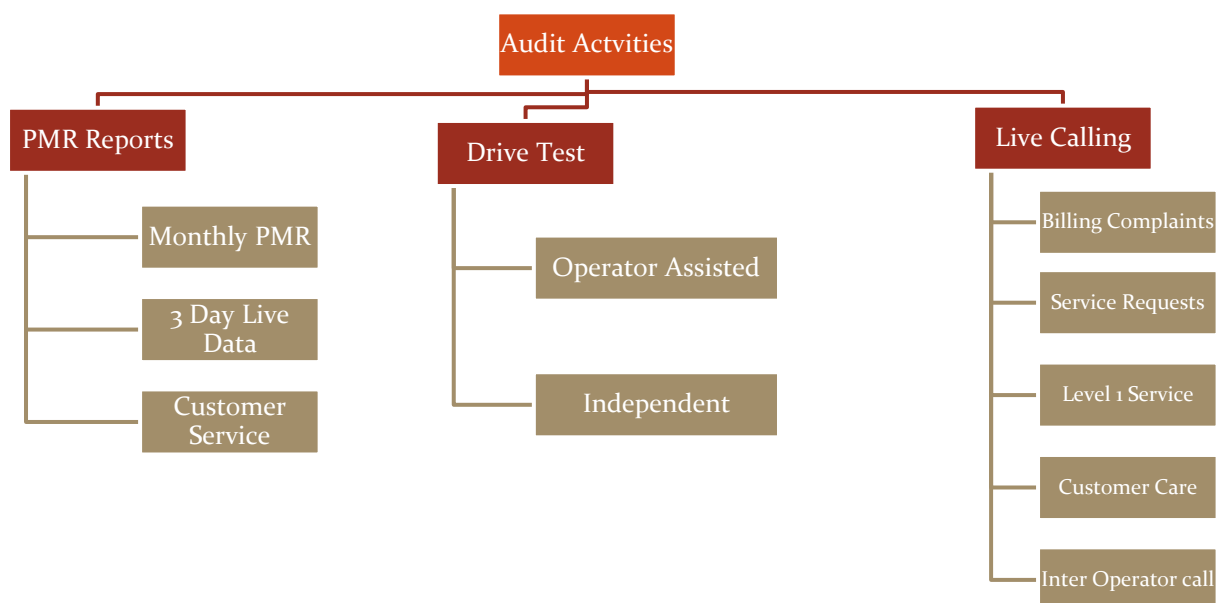 Audit Actvities
PMR Reports
Monthly PMR
3 Day Live
Data
Customer
Service
Drive Test
Operator Assisted
Independent
Live Calling
Billing Complaints
Service Requests
Level 1 Service
Customer Care
Inter Operator call